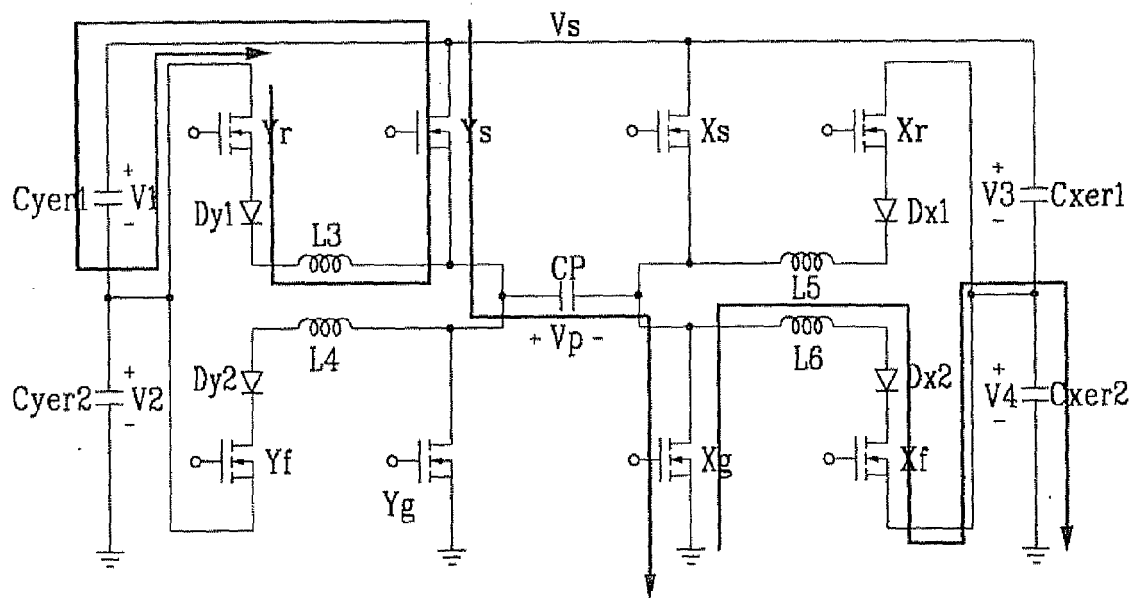 Vs
Yr
Ys
Xs
Xr
Cyer1
+
V1
-
Dy1
L3
CP
+ Vp -
L5
Dx1
+
V3
-
Cxer1
Cyer2
+
V2
-
Dy2
L4
L6
Dx2
+
V4
-
Cxer2
Yf
Yg
Xg
Xf